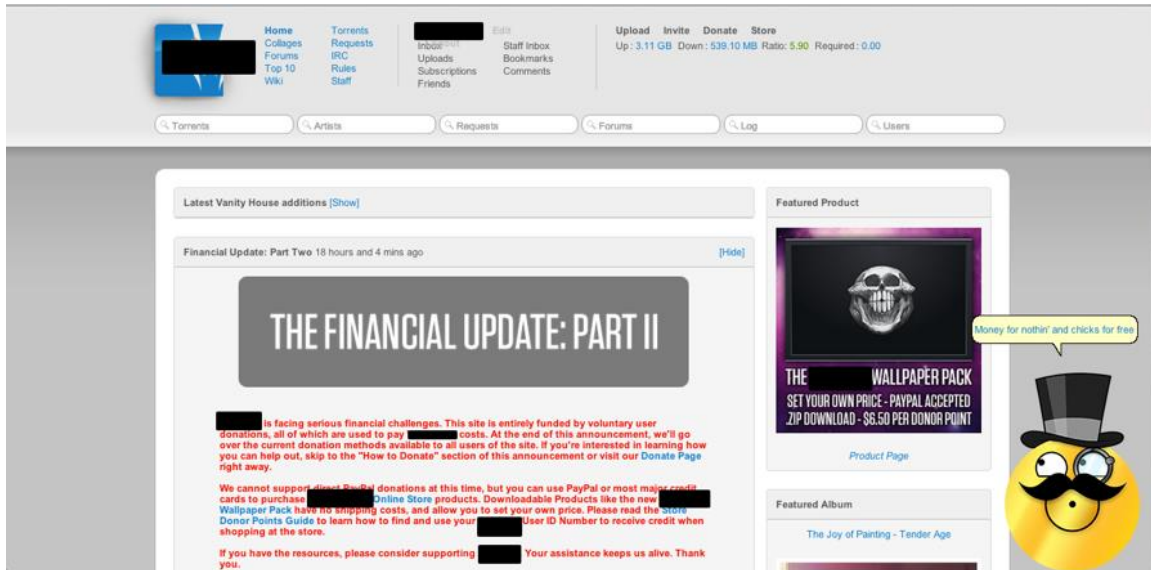 Home
Collages
Forums
Top 10
Wiki
Torrents
Requests
IRC
Rules
Staff
Edit
Inbox
Uploads
Subscriptions
Friends
Staff Inbox
Bookmarks
Comments
Upload Invite Donate Store
Up: 3.11 GB Down: 539.10 MB Ratio: 5.90 Required: 0.00
Torrents
Artists
Requests
Forums
Log
Users
Latest Vanity House additions [Show]
Financial Update: Part Two 18 hours and 4 mins ago [Hide]
THE FINANCIAL UPDATE: PART II
is facing serious financial challenges. This site is entirely funded by voluntary user
donations, all of which are used to pay costs. At the end of this announcement, we'll go
over the current donation methods available to all users of the site. If you're interested in learning how
you can help out, skip to the "How to Donate" section of this announcement or visit our Donate Page
right away.
We cannot support direct PayPal donations at this time, but you can use PayPal or most major credit
cards to purchase Online Store products. Downloadable Products like the new
Wallpaper Pack have no shipping costs, and allow you to set your own price. Please read the Store
Donor Points Guide to learn how to find and use your User ID Number to receive credit when
shopping at the store.
If you have the resources, please consider supporting Your assistance keeps us alive. Thank
you.
Featured Product
THE WALLPAPER PACK
SET YOUR OWN PRICE - PAYPAL ACCEPTED
.ZIP DOWNLOAD - $6.50 PER DONOR POINT
Product Page
Featured Album
The Joy of Painting - Tender Age
Money for nothin' and chicks for free